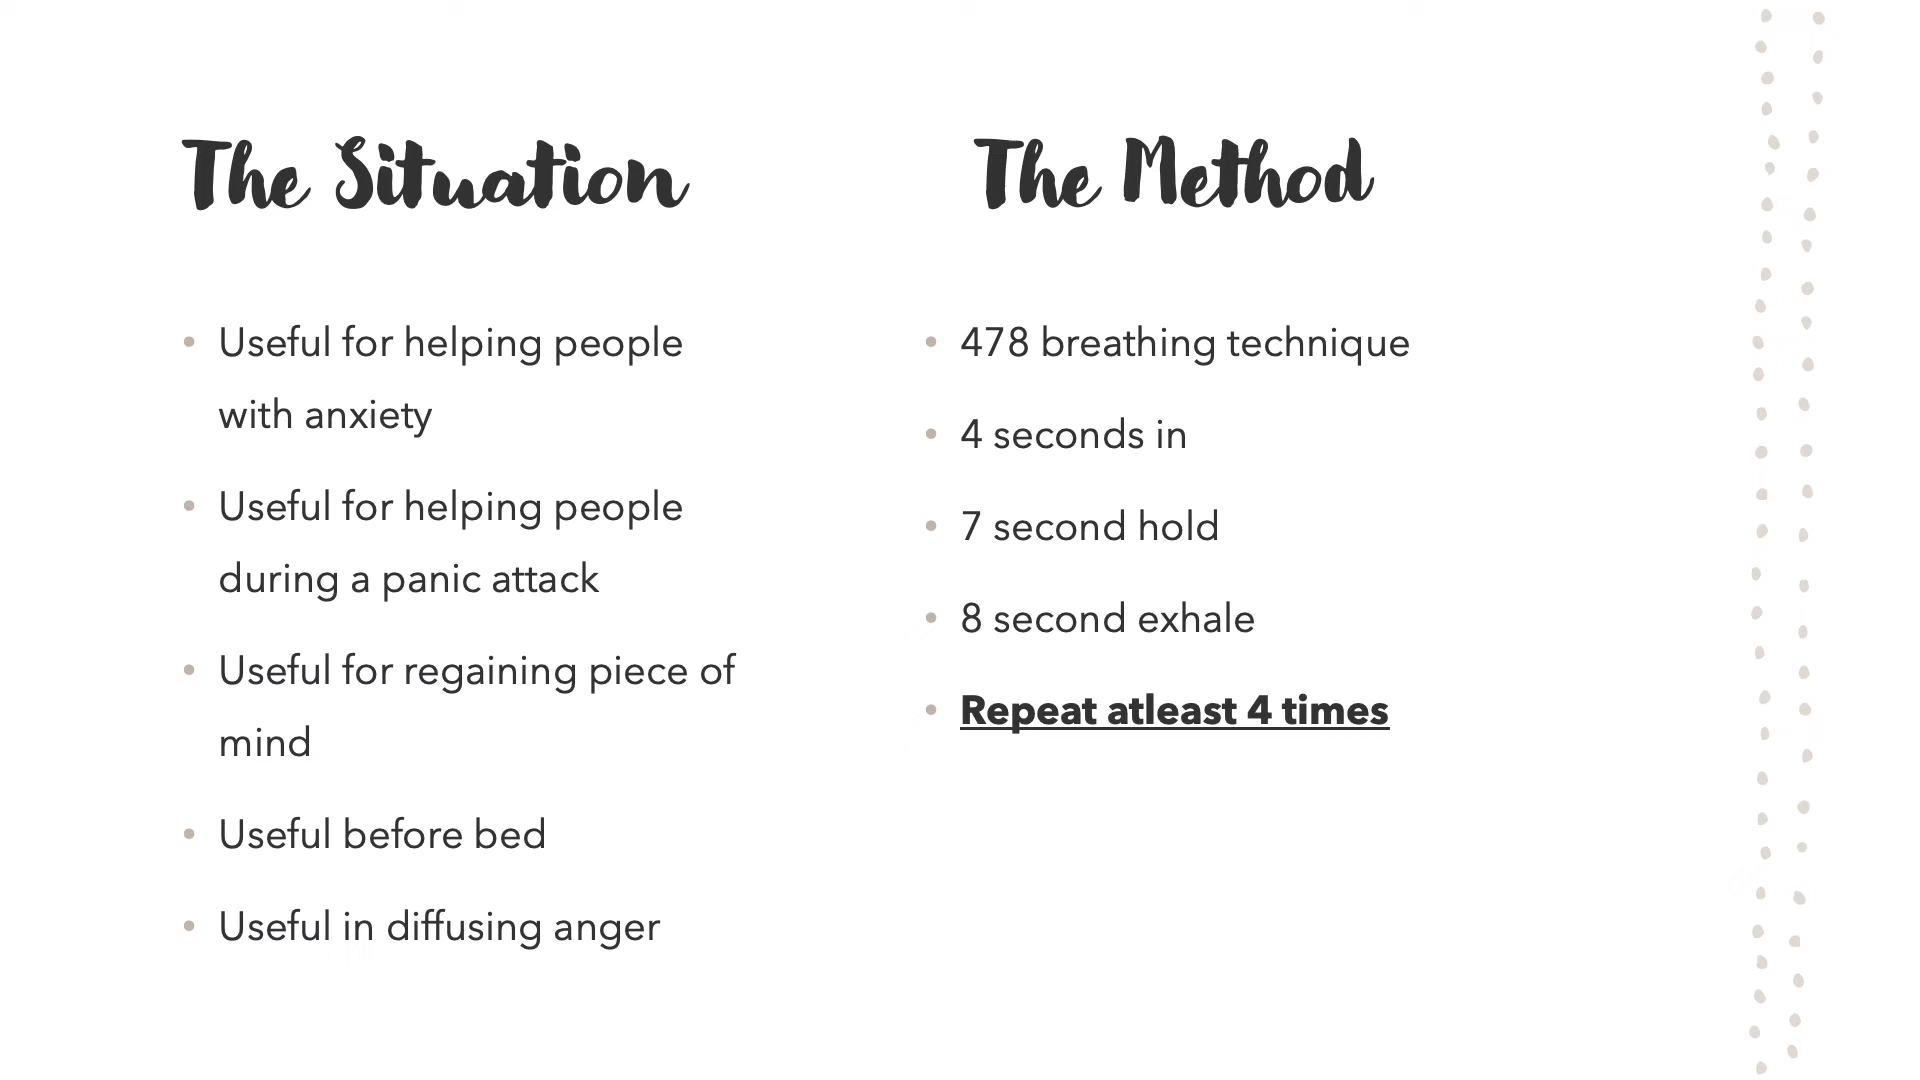 The Situation
Useful for helping people
with anxiety
Useful for helping people
during a panic attack
Useful for regaining piece of
mind
Useful before bed
Useful in diffusing anger
The Method
478 breathing technique
4 seconds in
7 second hold
8 second exhale
Repeat atleast 4 times